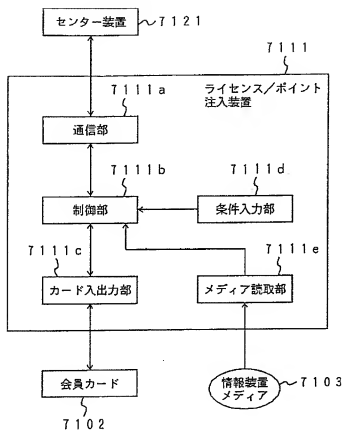 センター装置
7121
7111
ライセンス/ポイント
注入装置
7111a
通信部
7111b
7111d
制御部
条件入力部
7111c
7111e
カード入出力部
メディア読取部
会員カード
7102
情報装置
メディア
7103